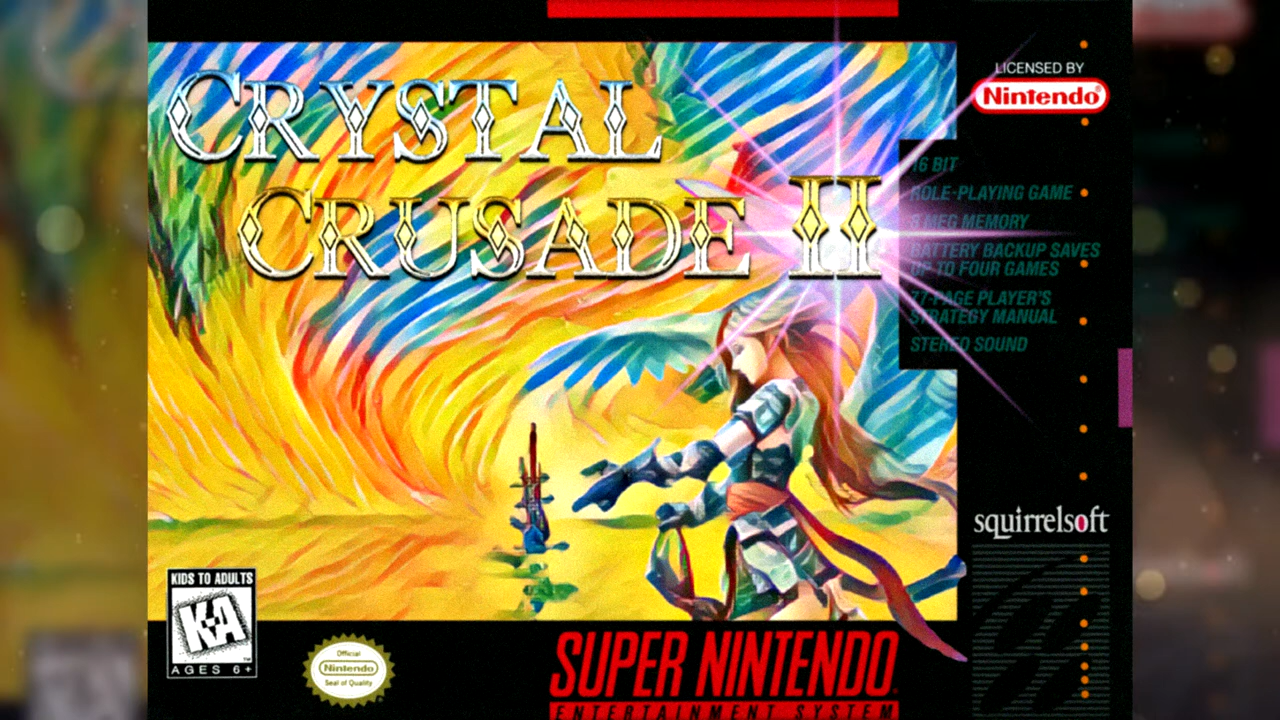 CRYSTAL
CRUSADE II
LICENSED BY
Nintendo®
16 BIT
ROLE-PLAYING GAME
8 MEG MEMORY
BATTERY BACKUP SAVES
UP TO FOUR GAMES
77-PAGE PLAYER'S
STRATEGY MANUAL
STEREO SOUND
squirrelsoft
KIDS TO ADULTS
K-A
AGES 6+
Official
Nintendo
Seal of Quality
SUPER NINTENDO
ENTERTAINMENT SYSTEM